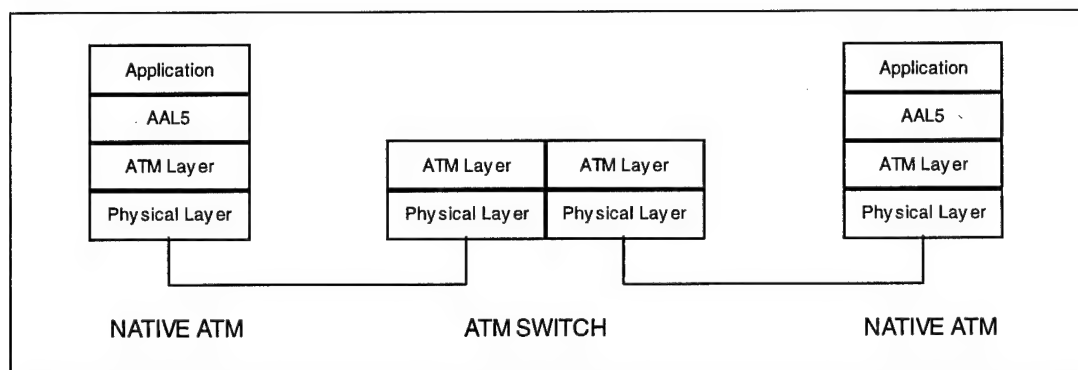 Application
AAL5
ATM Layer
Physical Layer
ATM Layer
ATM Layer
Physical Layer
Physical Layer
Application
AAL5
ATM Layer
Physical Layer
NATIVE ATM
ATM SWITCH
NATIVE ATM